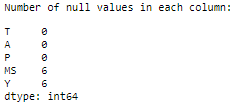 Number of null values in each column:
T 0
A 0
P 0
MS 6
Y 6
dtype: int64